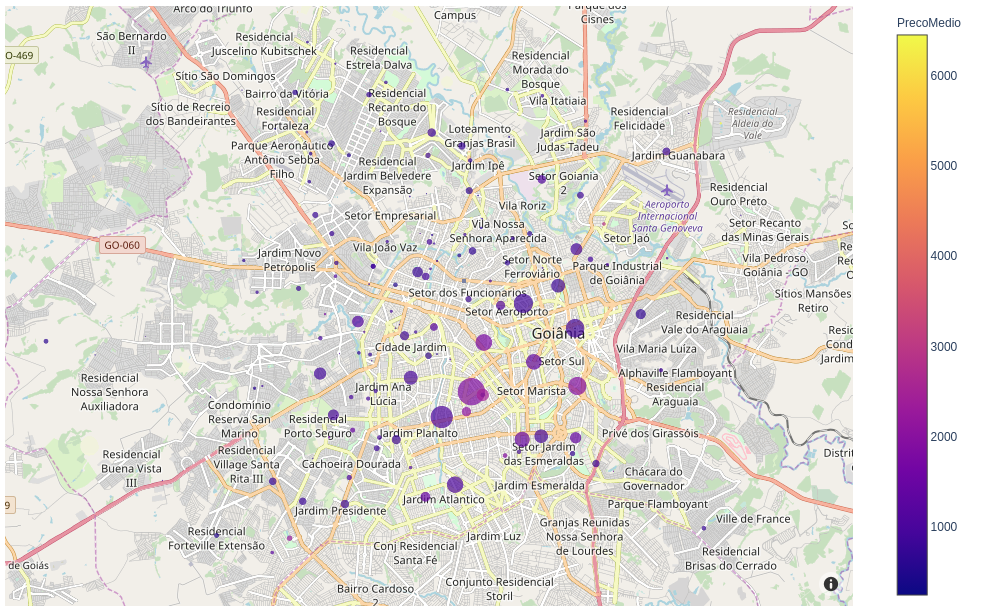 Arco do Triunfo
Campus
Parque dos
Cisnes
São Bernardo
II
Residencial
Juscelino Kubitschek
Residencial
Estrela Dalva
Residencial
Morada do
Bosque
O-469
Sítio São Domingos
Bairro da Vitória
Residencial
Recanto do
Bosque
Vila Itatiaia
Sítio de Recreio
dos Bandeirantes
Residencial
Fortaleza
Residencial
Felicidade
Residencial
Aldeia do
Vale
Loteamento
Granjas Brasil
Jardim São
Judas Tadeu
Parque Aeronáutico
Antônio Sebba
Filho
Jardim Guanabara
Residencial
Jardim Belvedere
Expansão
Jardim Ipê
Setor Goiania
2
Residencial
Ouro Preto
Aeroporto
Internacional
Santa Genoveva
Setor Empresarial
Vila Roriz
Vila Nossa
Senhora Aparecida
Setor Jaó
Setor Recanto
das Minas Gerais
GO-060
Vila João Vaz
Jardim Novo
Petrópolis
Setor Norte
Ferroviário
Parque Industrial
de Goiânia
Vila Pedroso,
Goiânia - GO
Setor dos Funcionarios
Sítios Mansões
Retiro
Setor Aeroporto
Goiânia
Residencial
Vale do Araguaia
Cidade Jardim
Vila Maria Luiza
Setor Sul
Residencial
Nossa Senhora
Auxiliadora
Jardim Ana
Lúcia
Setor Marista
Alphaville Flamboyant
Residencial
Araguaia
Condomínio
Reserva San
Marino
Residencial
Porto Seguro
Jardim Planalto
Privê dos Girassóis
Setor Jardim
das Esmeraldas
Residencial
Buena Vista
III
Residencial
Village Santa
Rita III
Cachoeira Dourada
Chácara do
Governador
Jardim Esmeralda
Jardim Atlantico
Parque Flamboyant
Jardim Presidente
Ville de France
Residencial
Forteville Extensão
Jardim Luz
Granjas Reunidas
Nossa Senhora
de Lourdes
Conj Residencial
Santa Fé
Residencial
Brisas do Cerrado
de Goiás
Bairro Cardoso
2
Conjunto Residencial
Storil
PrecoMedio
6000
5000
4000
3000
2000
1000